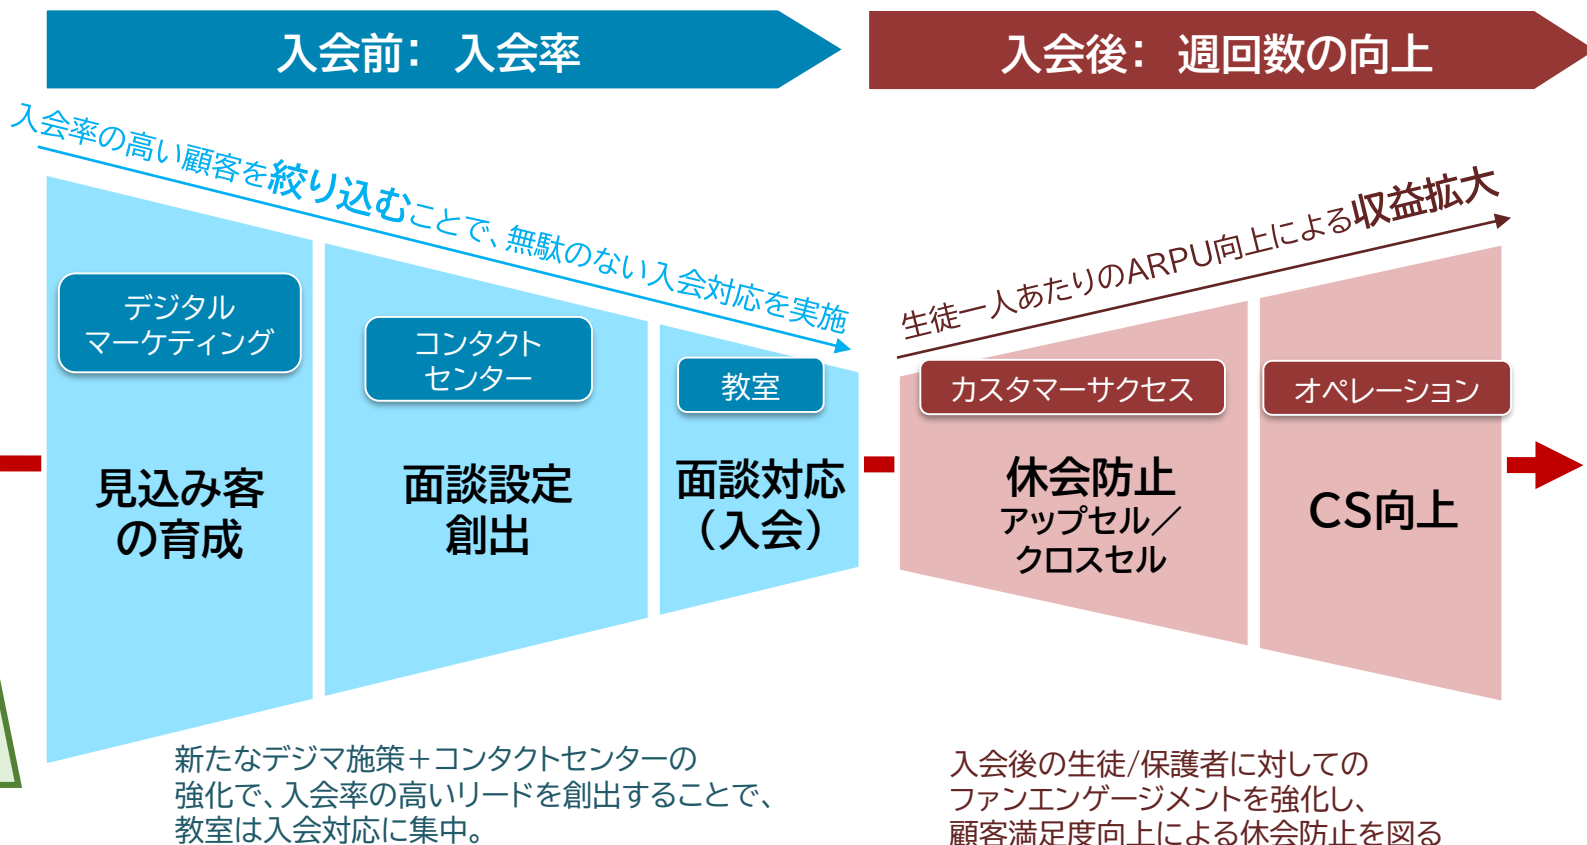 入会前： 入会率
入会後： 週回数の向上
入会率の高い顧客を絞り込むことで、無駄のない入会対応を実施
生徒一人あたりのARPU向上による収益拡大
デジタル
マーケティング
見込み客
の育成
コンタクト
センター
面談設定
創出
教室
面談対応
（入会）
カスタマーサクセス
休会防止
アップセル／
クロスセル
オペレーション
CS向上
新たなデジマ施策＋コンタクトセンターの
強化で、入会率の高いリードを創出することで、
教室は入会対応に集中。
入会後の生徒/保護者に対しての
ファンエンゲージメントを強化し、
顧客満足度向上による休会防止を図る